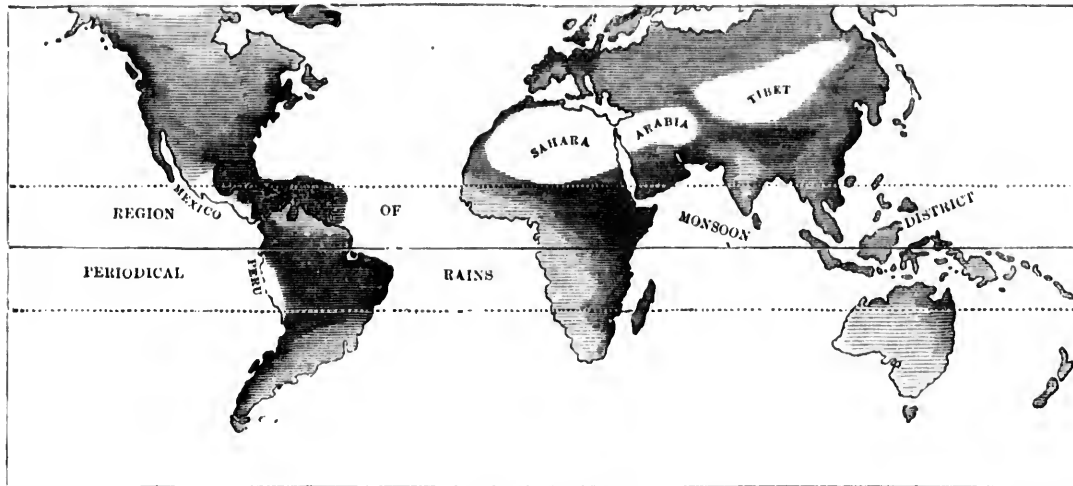 TIBET
SAHARA
ARABIA
MEXICO
REGION OF
MONSOON DISTRICT
PERIODICAL RAINS
PERU